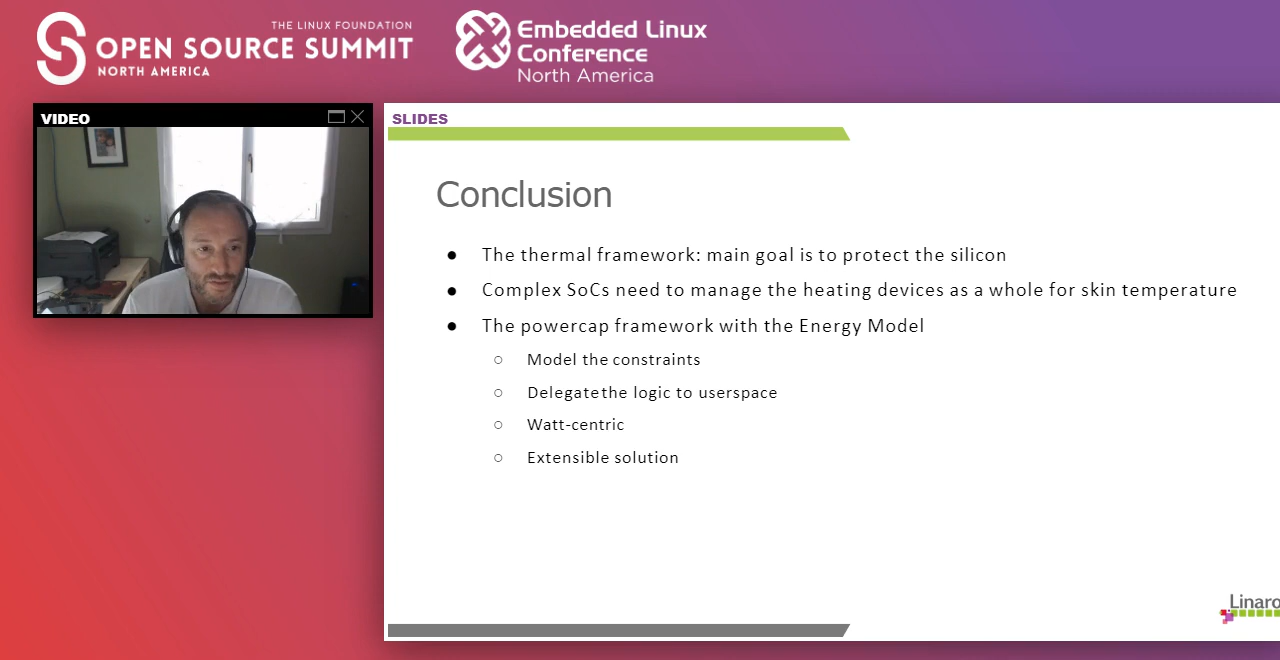 THE LINUX FOUNDATION
OPEN SOURCE SUMMIT
NORTH AMERICA
Embedded Linux
Conference
North America
VIDEO
SLIDES
Conclusion
● The thermal framework: main goal is to protect the silicon
● Complex SoCs need to manage the heating devices as a whole for skin temperature
● The powercap framework with the Energy Model
○ Model the constraints
○ Delegate the logic to userspace
○ Watt-centric
○ Extensible solution
Linaro